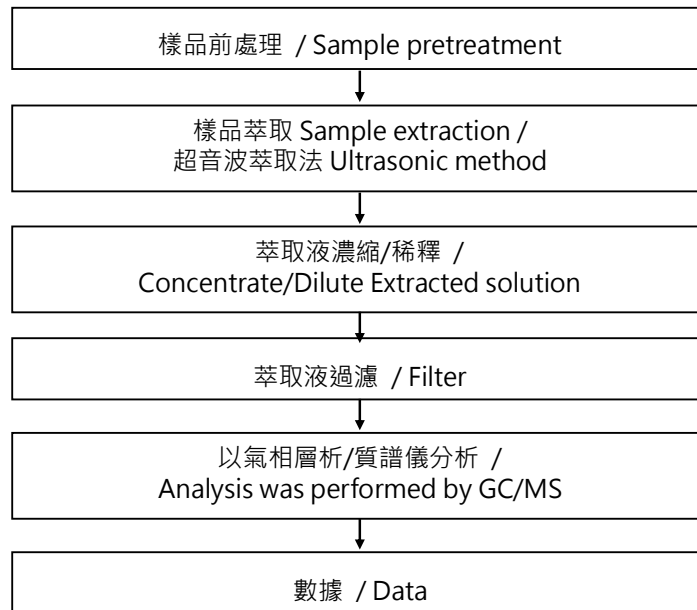 樣品前處理 / Sample pretreatment
樣品萃取 Sample extraction /
超音波萃取法 Ultrasonic method
萃取液濃縮/稀釋 /
Concentrate/Dilute Extracted solution
萃取液過濾 / Filter
以氣相層析/質譜儀分析 /
Analysis was performed by GC/MS
數據 / Data